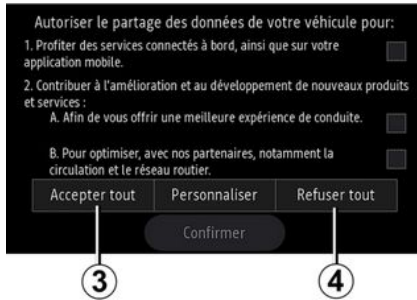 Autoriser le partage des données de votre véhicule pour:
1. Profiter des services connectés à bord, ainsi que sur votre
application mobile.
2. Contribuer à l'amélioration et au développement de nouveaux produits
et services :
A. Afin de vous offrir une meilleure expérience de conduite.
B. Pour optimiser, avec nos partenaires, notamment la
circulation et le réseau routier.
Accepter tout Personnaliser Refuser tout
Confirmer
3 4